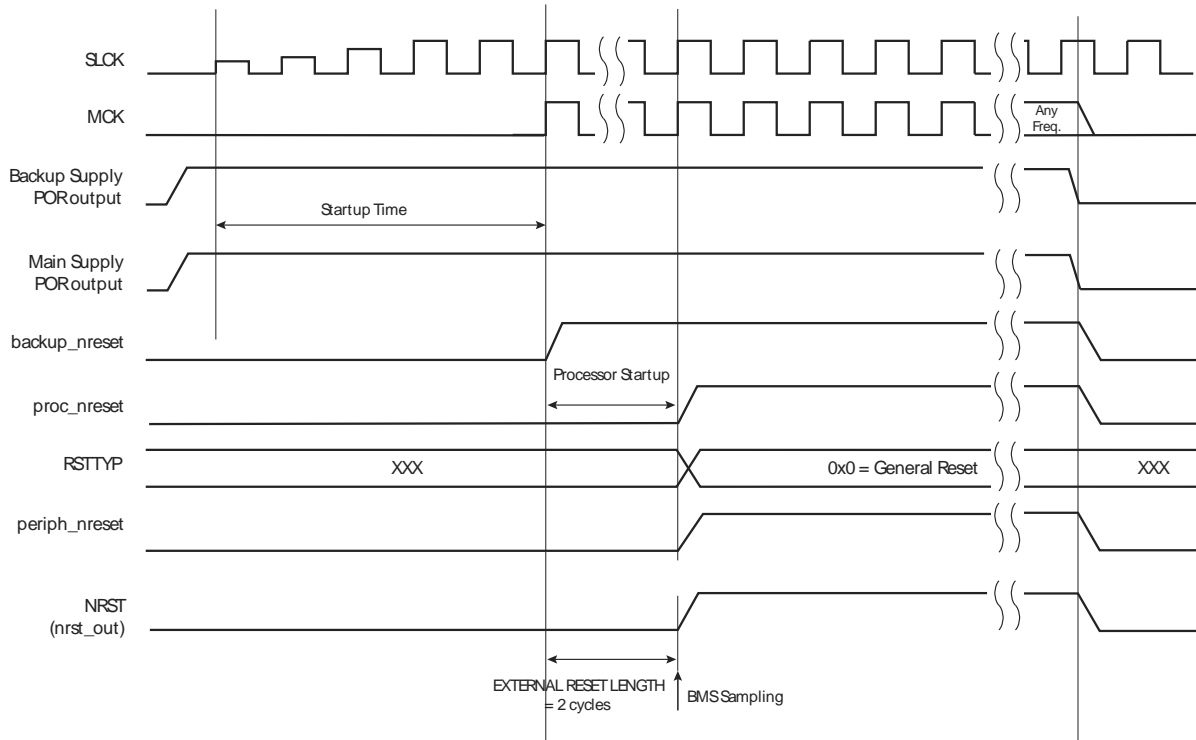 SLCK
MCK
Any
Freq.
Backup Supply
POR output
Startup Time
Main Supply
POR output
backup_nreset
Processor Startup
proc_nreset
RSTTYP
XXX
0x0 = General Reset
XXX
periph_nreset
NRST
(nrst_out)
EXTERNAL RESET LENGTH
= 2 cycles
BMS Sampling